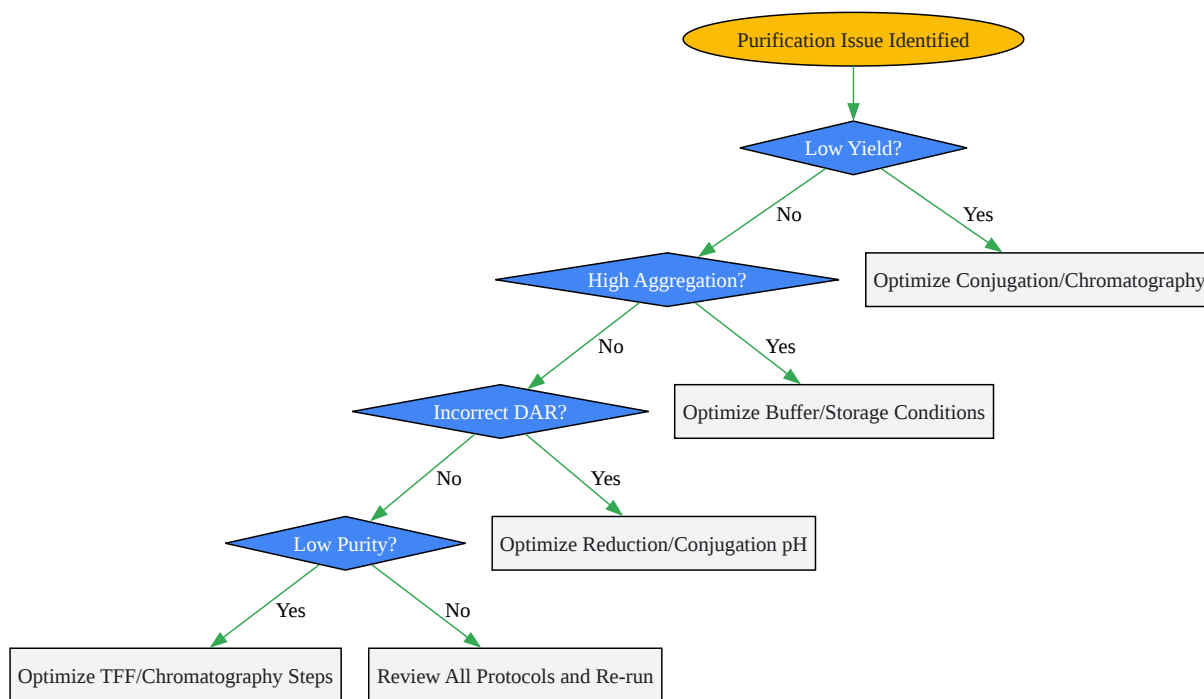 Purification Issue Identified
Low Yield?
No
Yes
High Aggregation?
Optimize Conjugation/Chromatography
No
Yes
Incorrect DAR?
Optimize Buffer/Storage Conditions
No
Yes
Low Purity?
Optimize Reduction/Conjugation pH
Yes
No
Optimize TFF/Chromatography Steps
Review All Protocols and Re-run